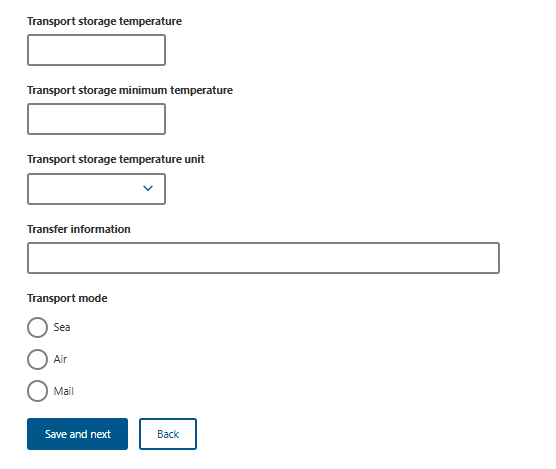 Transport storage temperature
Transport storage minimum temperature
Transport storage temperature unit
Transfer information
Transport mode
Sea
Air
Mail
Save and next Back